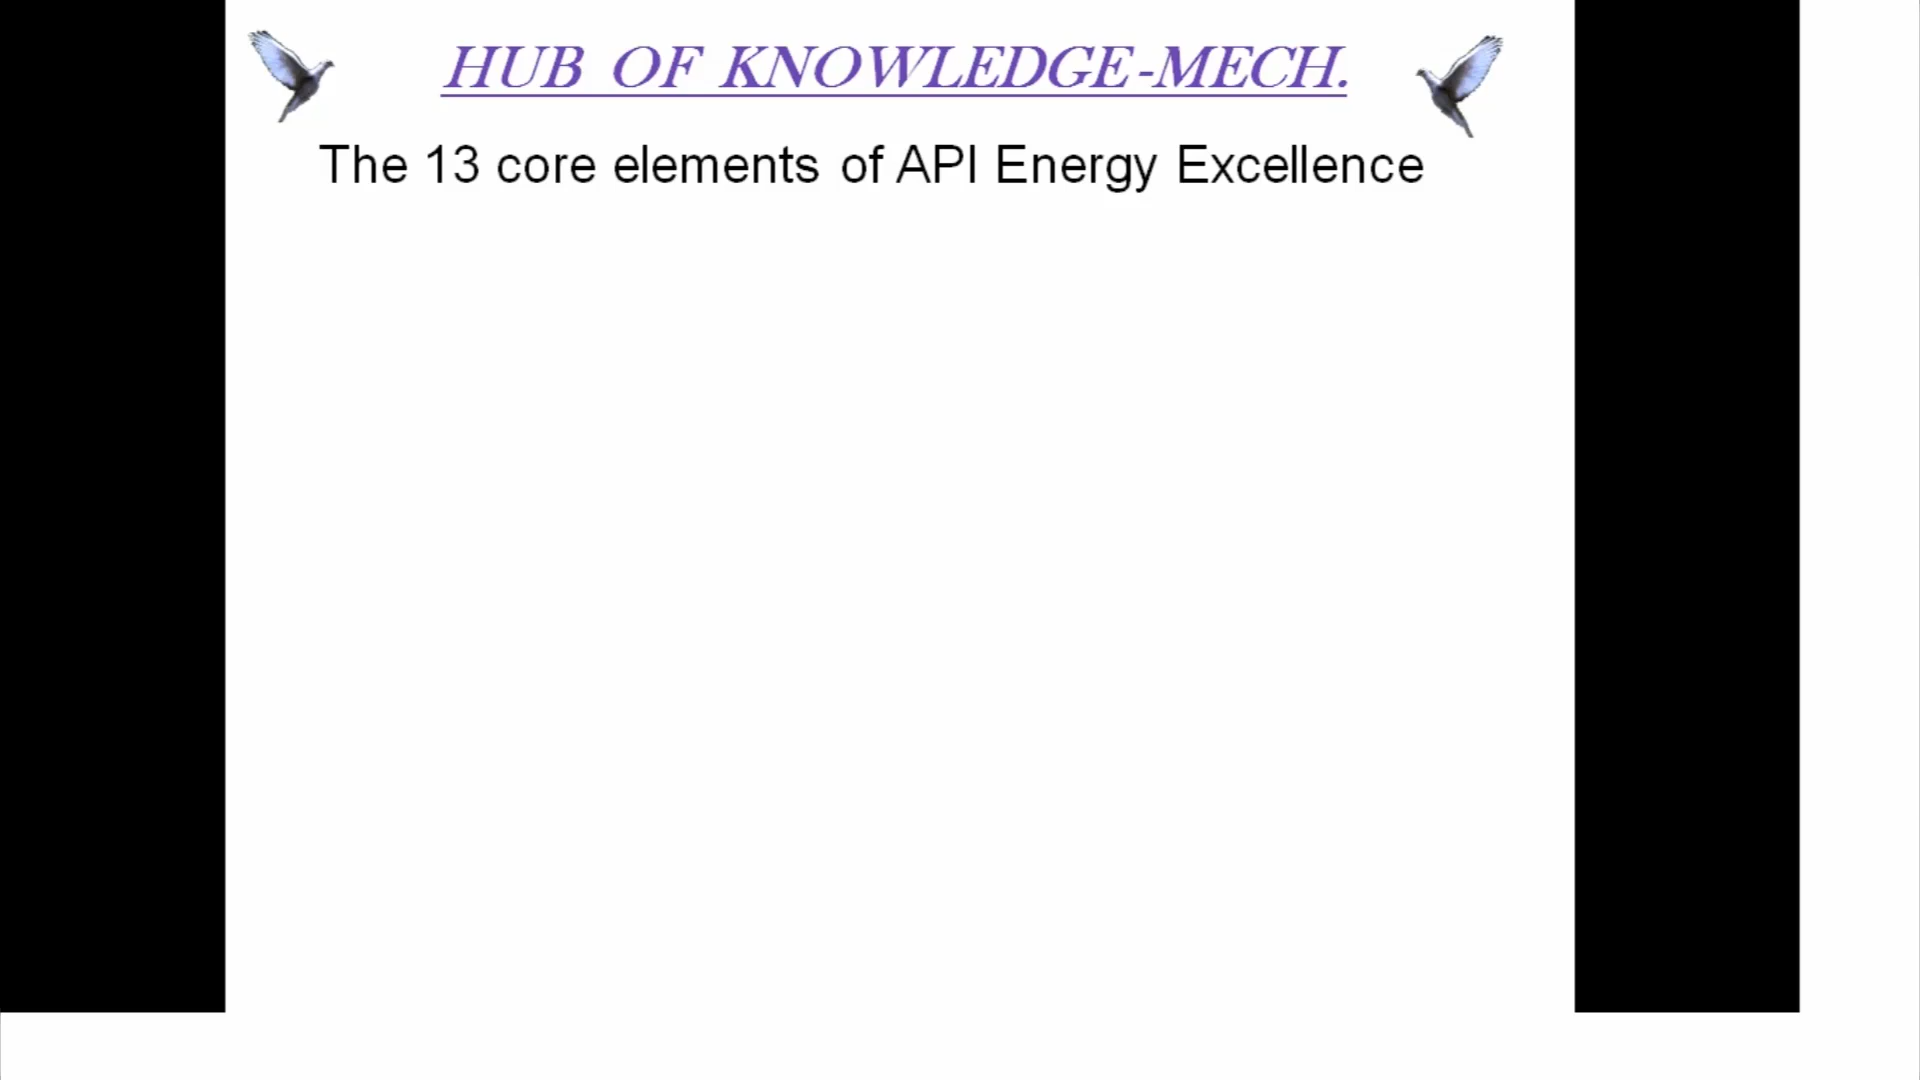 HUB OF KNOWLEDGE-MECH.
The 13 core elements of API Energy Excellence